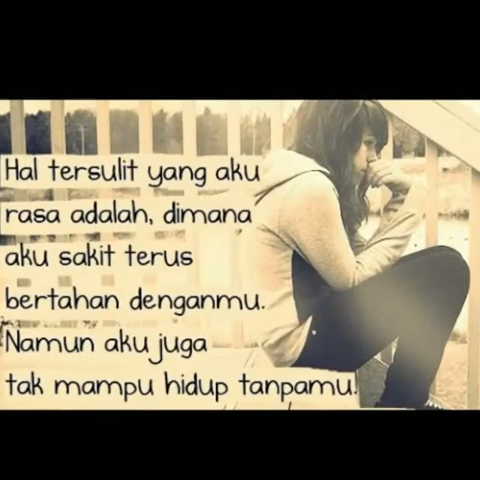 Hal tersulit yang aku
rasa adalah, dimana
aku sakit terus
bertahan denganmu.
Namun aku juga
tak mampu hidup tanpamu!